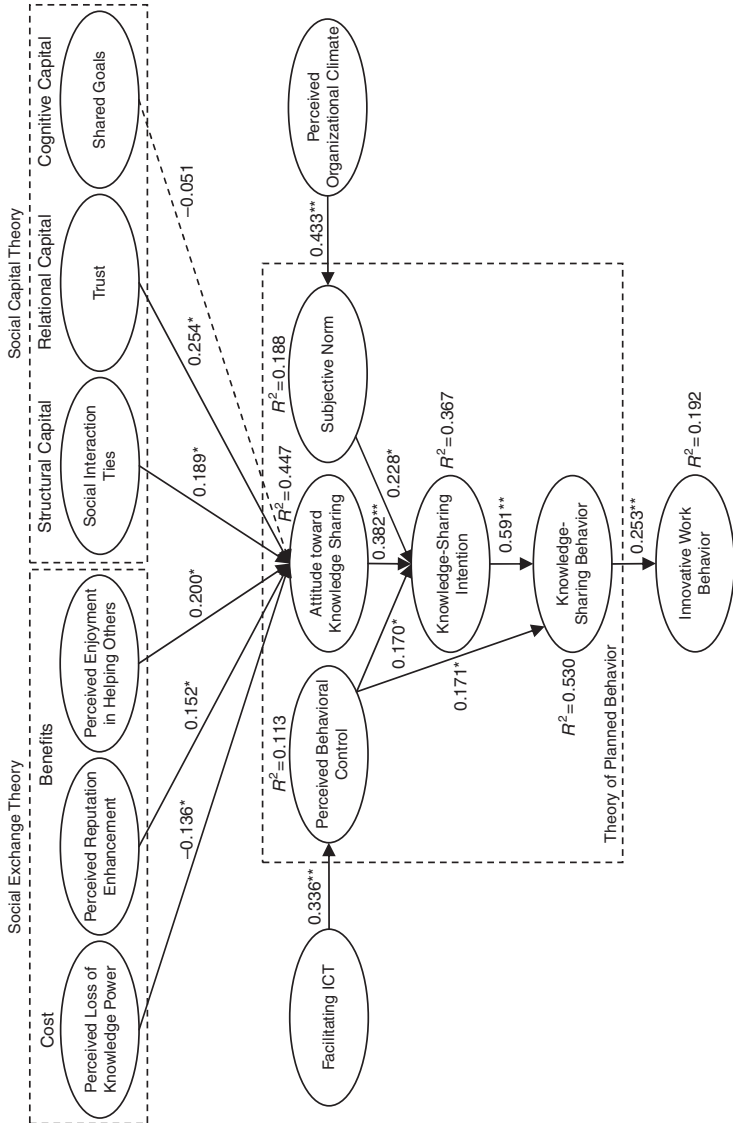 Social Exchange Theory
Social Capital Theory
Cost
Benefits
Structural Capital
Relational Capital
Cognitive Capital
Perceived Loss of
Knowledge Power
Perceived Reputation
Enhancement
Perceived Enjoyment
in Helping Others
Social Interaction
Ties
Trust
Shared Goals
–0.136*
0.152*
0.200*
0.189*
0.254*
–0.051
R²=0.113
R²=0.447
R²=0.188
Facilitating ICT
0.336**
Perceived Behavioral
Control
Attitude toward
Knowledge Sharing
Subjective Norm
0.433**
Perceived
Organizational Climate
0.170*
0.382**
0.228*
0.171*
Knowledge-Sharing
Intention
R²=0.367
0.591**
R²=0.530
Knowledge-
Sharing Behavior
Theory of Planned Behavior
0.253**
Innovative Work
Behavior
R²=0.192